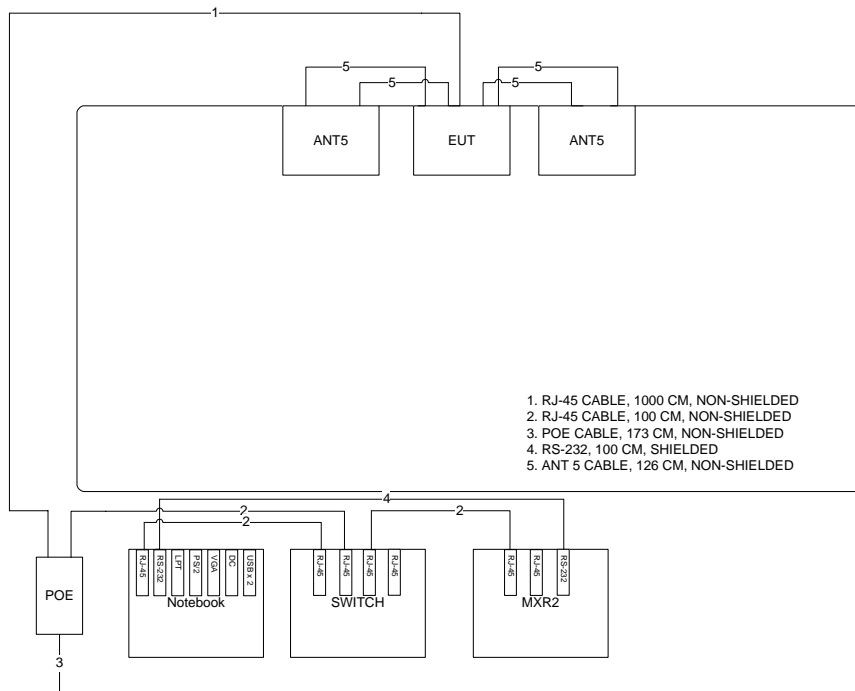 1
5
5
5
5
ANT5
EUT
ANT5
1. RJ-45 CABLE, 1000 CM, NON-SHIELDED
2. RJ-45 CABLE, 100 CM, NON-SHIELDED
3. POE CABLE, 173 CM, NON-SHIELDED
4. RS-232, 100 CM, SHIELDED
5. ANT 5 CABLE, 126 CM, NON-SHIELDED
4
2
2
2
RJ-45
RS-232
LPT
PS/2
VGA
DC
USB x 2
RJ-45
RJ-45
RJ-45
RJ-45
RJ-45
RJ-45
RS-232
POE
Notebook
SWITCH
MXR2
3